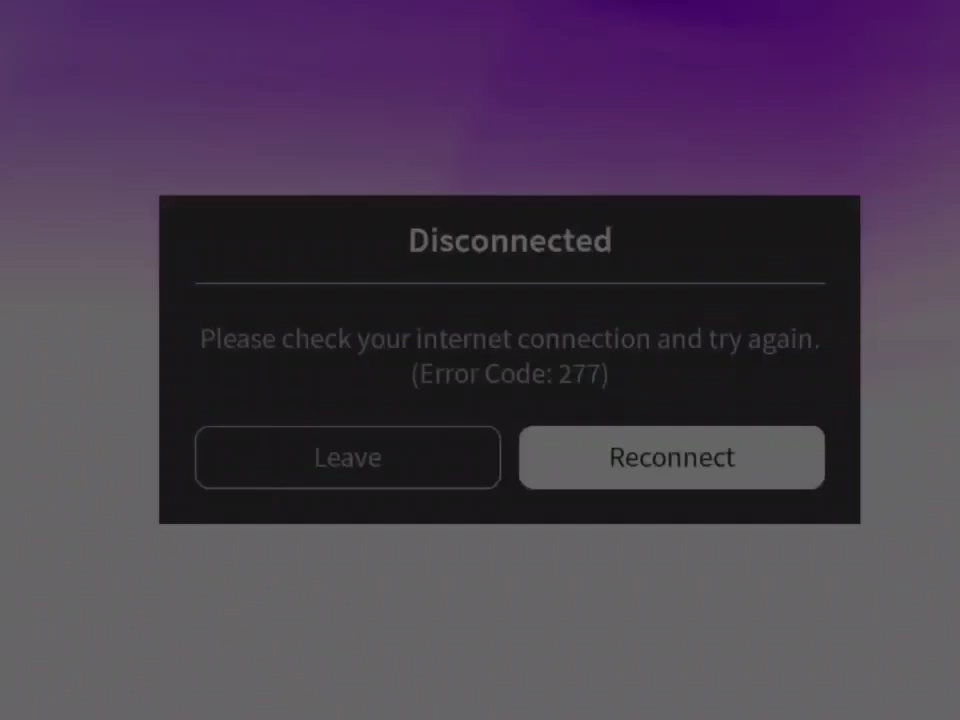 Disconnected
Please check your internet connection and try again.
(Error Code: 277)
Leave
Reconnect